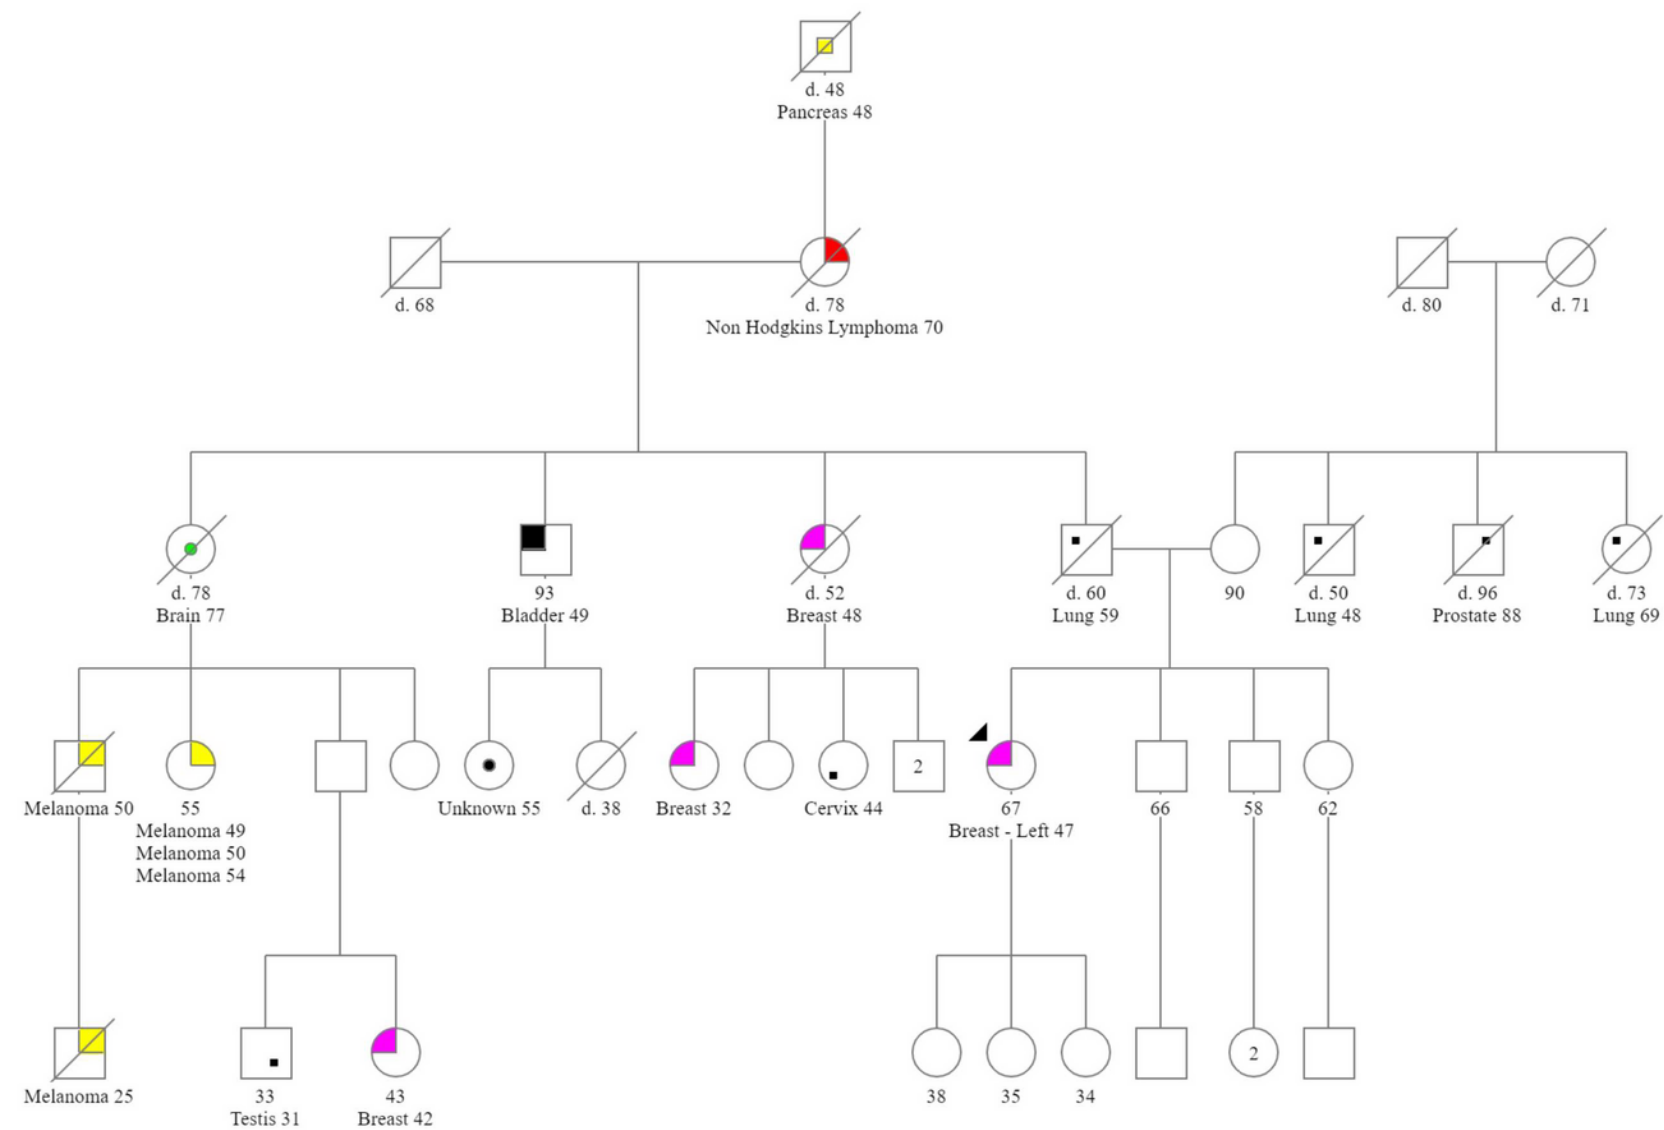 d. 48
Pancreas 48
d. 68
d. 78
Non Hodgkins Lymphoma 70
d. 80
d. 71
d. 78
Brain 77
93
Bladder 49
d. 52
Breast 48
d. 60
Lung 59
90
d. 50
Lung 48
d. 96
Prostate 88
d. 73
Lung 69
Melanoma 50
55
Melanoma 49
Melanoma 50
Melanoma 54
Unknown 55
d. 38
Breast 32
Cervix 44
2
67
Breast - Left 47
66
58
62
Melanoma 25
33
Testis 31
43
Breast 42
38
35
34
2